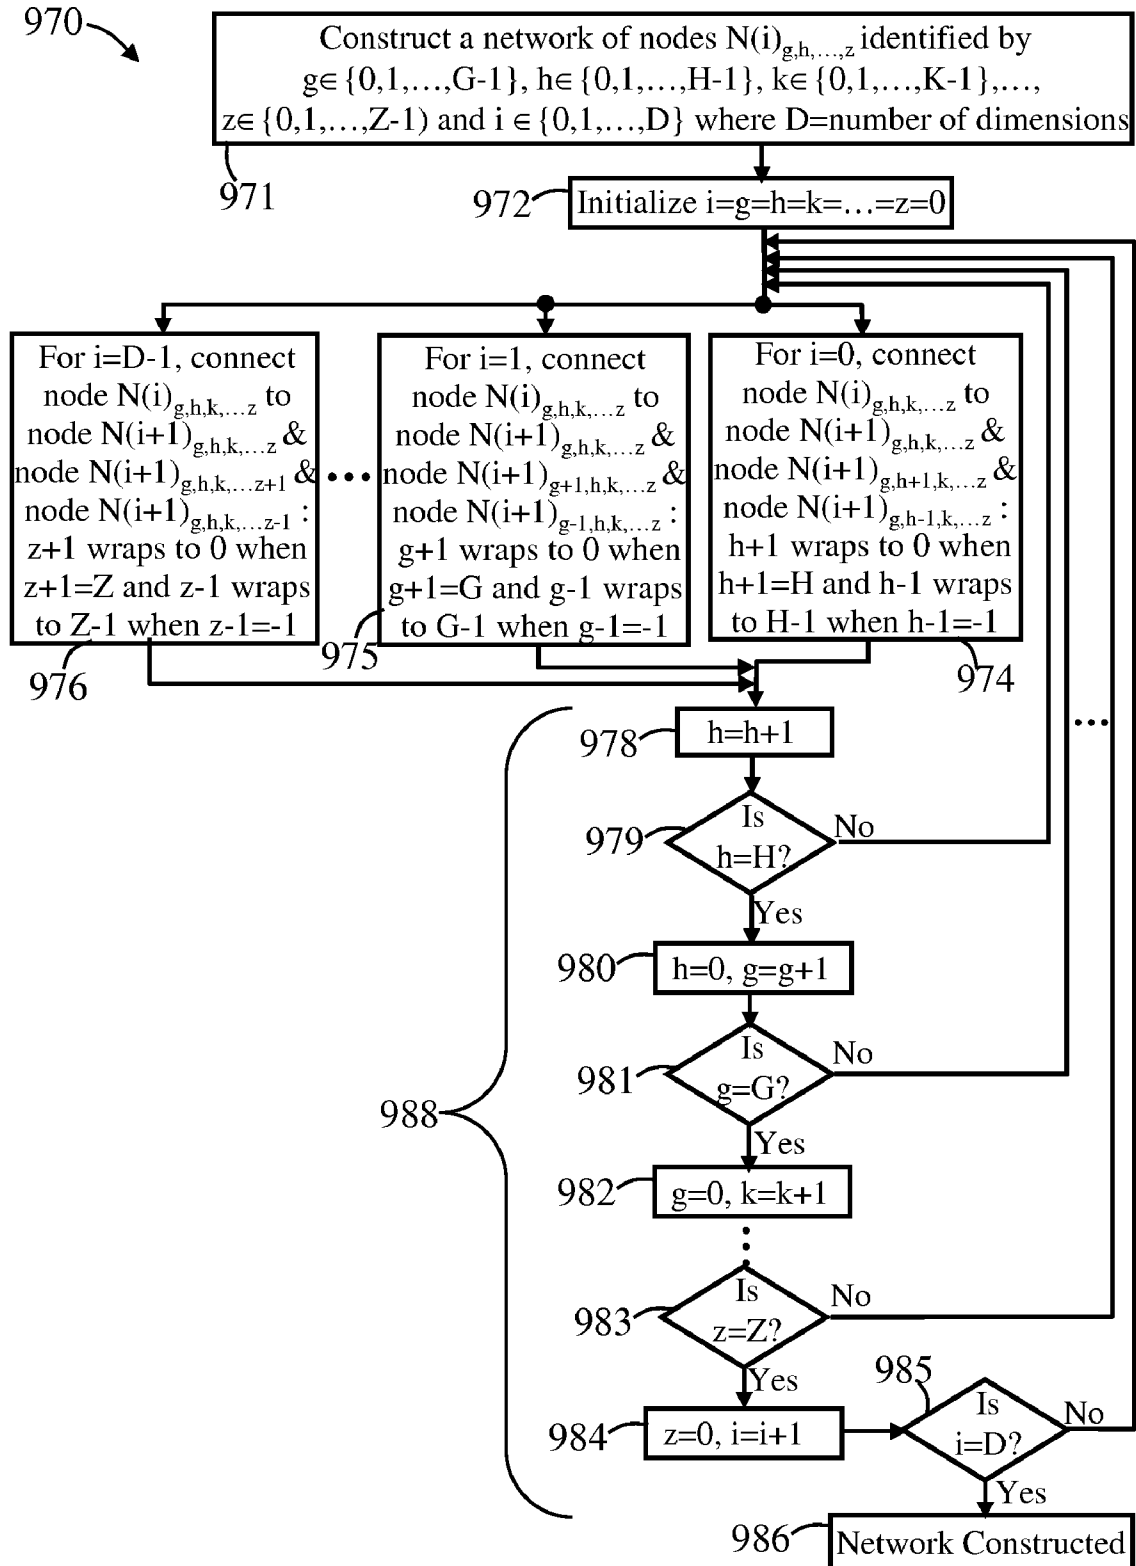 970
Construct a network of nodes N(i)g,h,...,z identified by
g∈{0,1,...,G-1}, h∈{0,1,...,H-1}, k∈{0,1,...,K-1},...,
z∈{0,1,...,Z-1) and i ∈{0,1,...,D} where D=number of dimensions
971
972
Initialize i=g=h=k=...=z=0
For i=D-1, connect
node N(i)g,h,k,...z to
node N(i+1)g,h,k,...z &
node N(i+1)g,h,k,...z+1 &
node N(i+1)g,h,k,...z-1 :
z+1 wraps to 0 when
z+1=Z and z-1 wraps
to Z-1 when z-1=-1
976
...
For i=1, connect
node N(i)g,h,k,...z to
node N(i+1)g,h,k,...z &
node N(i+1)g+1,h,k,...z &
node N(i+1)g-1,h,k,...z :
g+1 wraps to 0 when
g+1=G and g-1 wraps
to G-1 when g-1=-1
975
For i=0, connect
node N(i)g,h,k,...z to
node N(i+1)g,h,k,...z &
node N(i+1)g,h+1,k,...z &
node N(i+1)g,h-1,k,...z :
h+1 wraps to 0 when
h+1=H and h-1 wraps
to H-1 when h-1=-1
974
978
h=h+1
...
979
Is
h=H?
No
Yes
980
h=0, g=g+1
981
Is
g=G?
No
988
Yes
982
g=0, k=k+1
983
Is
z=Z?
No
Yes
984
z=0, i=i+1
985
Is
i=D?
No
Yes
986
Network Constructed